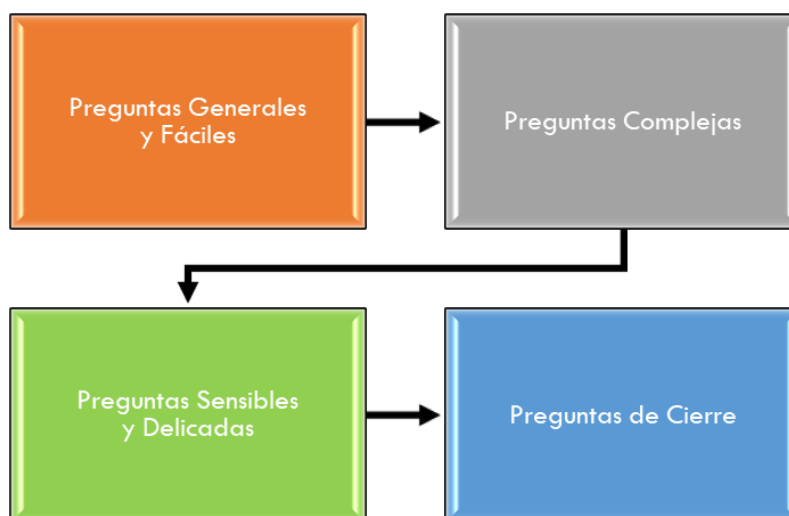 Preguntas Generales
y Fáciles
Preguntas Complejas
Preguntas Sensibles
y Delicadas
Preguntas de Cierre